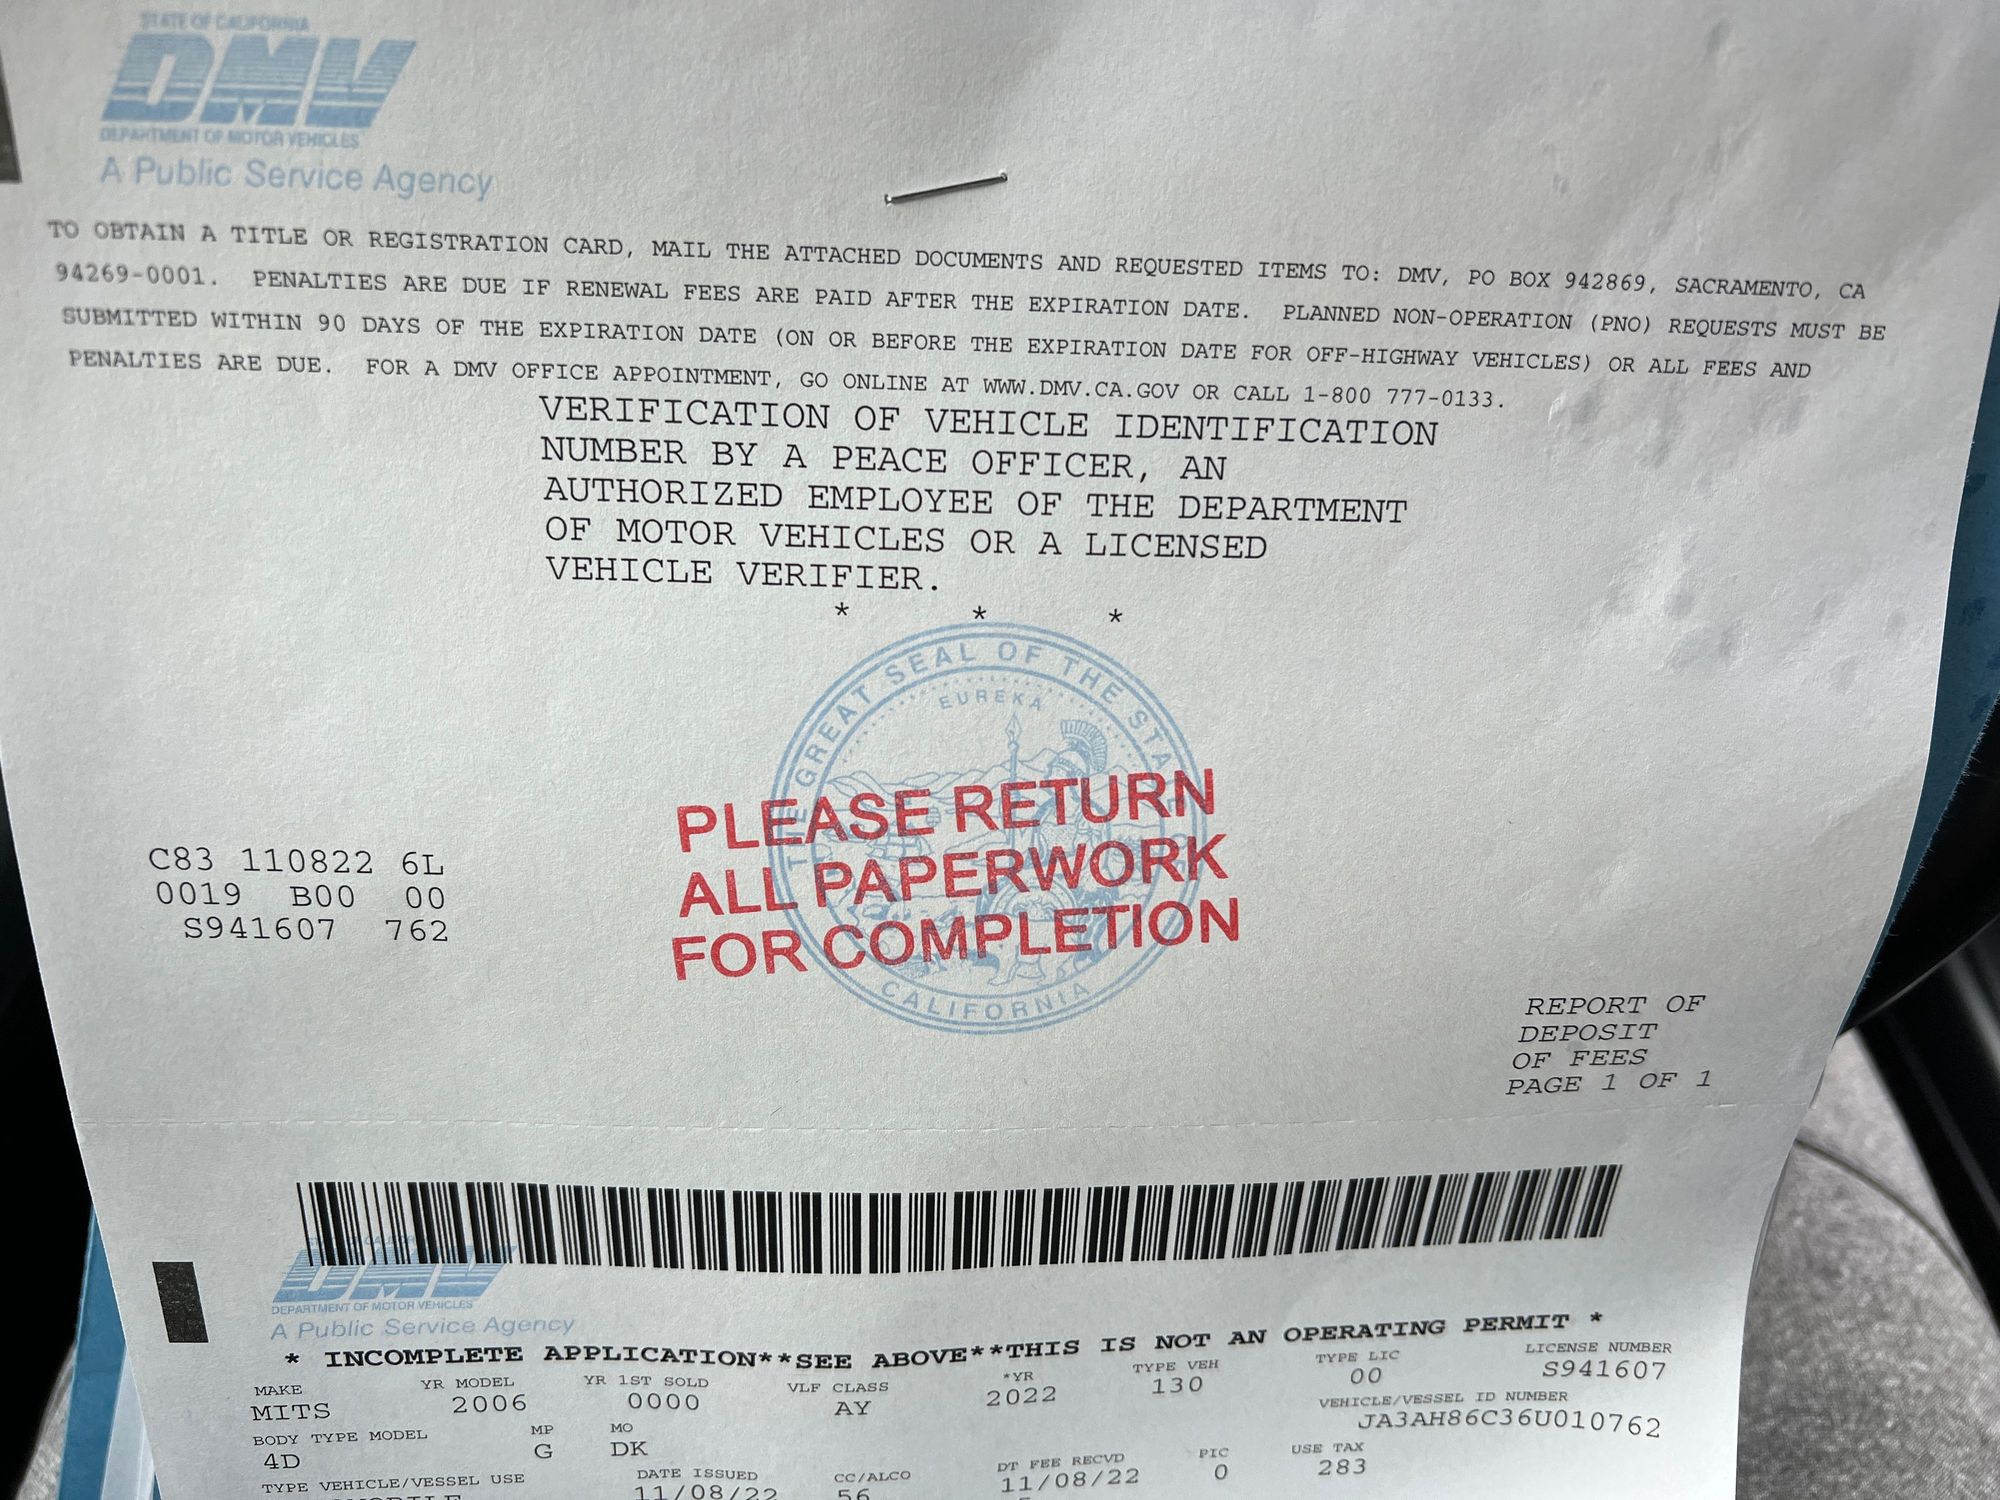 STATE OF CALIFORNIA
DMV
DEPARTMENT OF MOTOR VEHICLES
A Public Service Agency
TO OBTAIN A TITLE OR REGISTRATION CARD, MAIL THE ATTACHED DOCUMENTS AND REQUESTED ITEMS TO: DMV, PO BOX 942869, SACRAMENTO, CA
94269-0001. PENALTIES ARE DUE IF RENEWAL FEES ARE PAID AFTER THE EXPIRATION DATE. PLANNED NON-OPERATION (PNO) REQUESTS MUST BE
SUBMITTED WITHIN 90 DAYS OF THE EXPIRATION DATE (ON OR BEFORE THE EXPIRATION DATE FOR OFF-HIGHWAY VEHICLES) OR ALL FEES AND
PENALTIES ARE DUE. FOR A DMV OFFICE APPOINTMENT, GO ONLINE AT WWW.DMV.CA.GOV OR CALL 1-800 777-0133.
VERIFICATION OF VEHICLE IDENTIFICATION
NUMBER BY A PEACE OFFICER, AN
AUTHORIZED EMPLOYEE OF THE DEPARTMENT
OF MOTOR VEHICLES OR A LICENSED
VEHICLE VERIFIER.
* * *
THE GREAT SEAL OF THE STATE
EUREKA
PLEASE RETURN
ALL PAPERWORK
FOR COMPLETION
CALIFORNIA
C83 110822 6L
0019 B00 00
S941607 762
REPORT OF
DEPOSIT
OF FEES
PAGE 1 OF 1
DMV
DEPARTMENT OF MOTOR VEHICLES
A Public Service Agency
* INCOMPLETE APPLICATION**SEE ABOVE**THIS IS NOT AN OPERATING PERMIT *
MAKE YR MODEL YR 1ST SOLD VLF CLASS *YR TYPE VEH TYPE LIC LICENSE NUMBER
MITS 2006 0000 AY 2022 130 00 S941607
BODY TYPE MODEL MP MO VEHICLE/VESSEL ID NUMBER
4D G DK JA3AH86C36U010762
TYPE VEHICLE/VESSEL USE DATE ISSUED CC/ALCO DT FEE RECVD PIC USE TAX
11/08/22 56 11/08/22 0 283